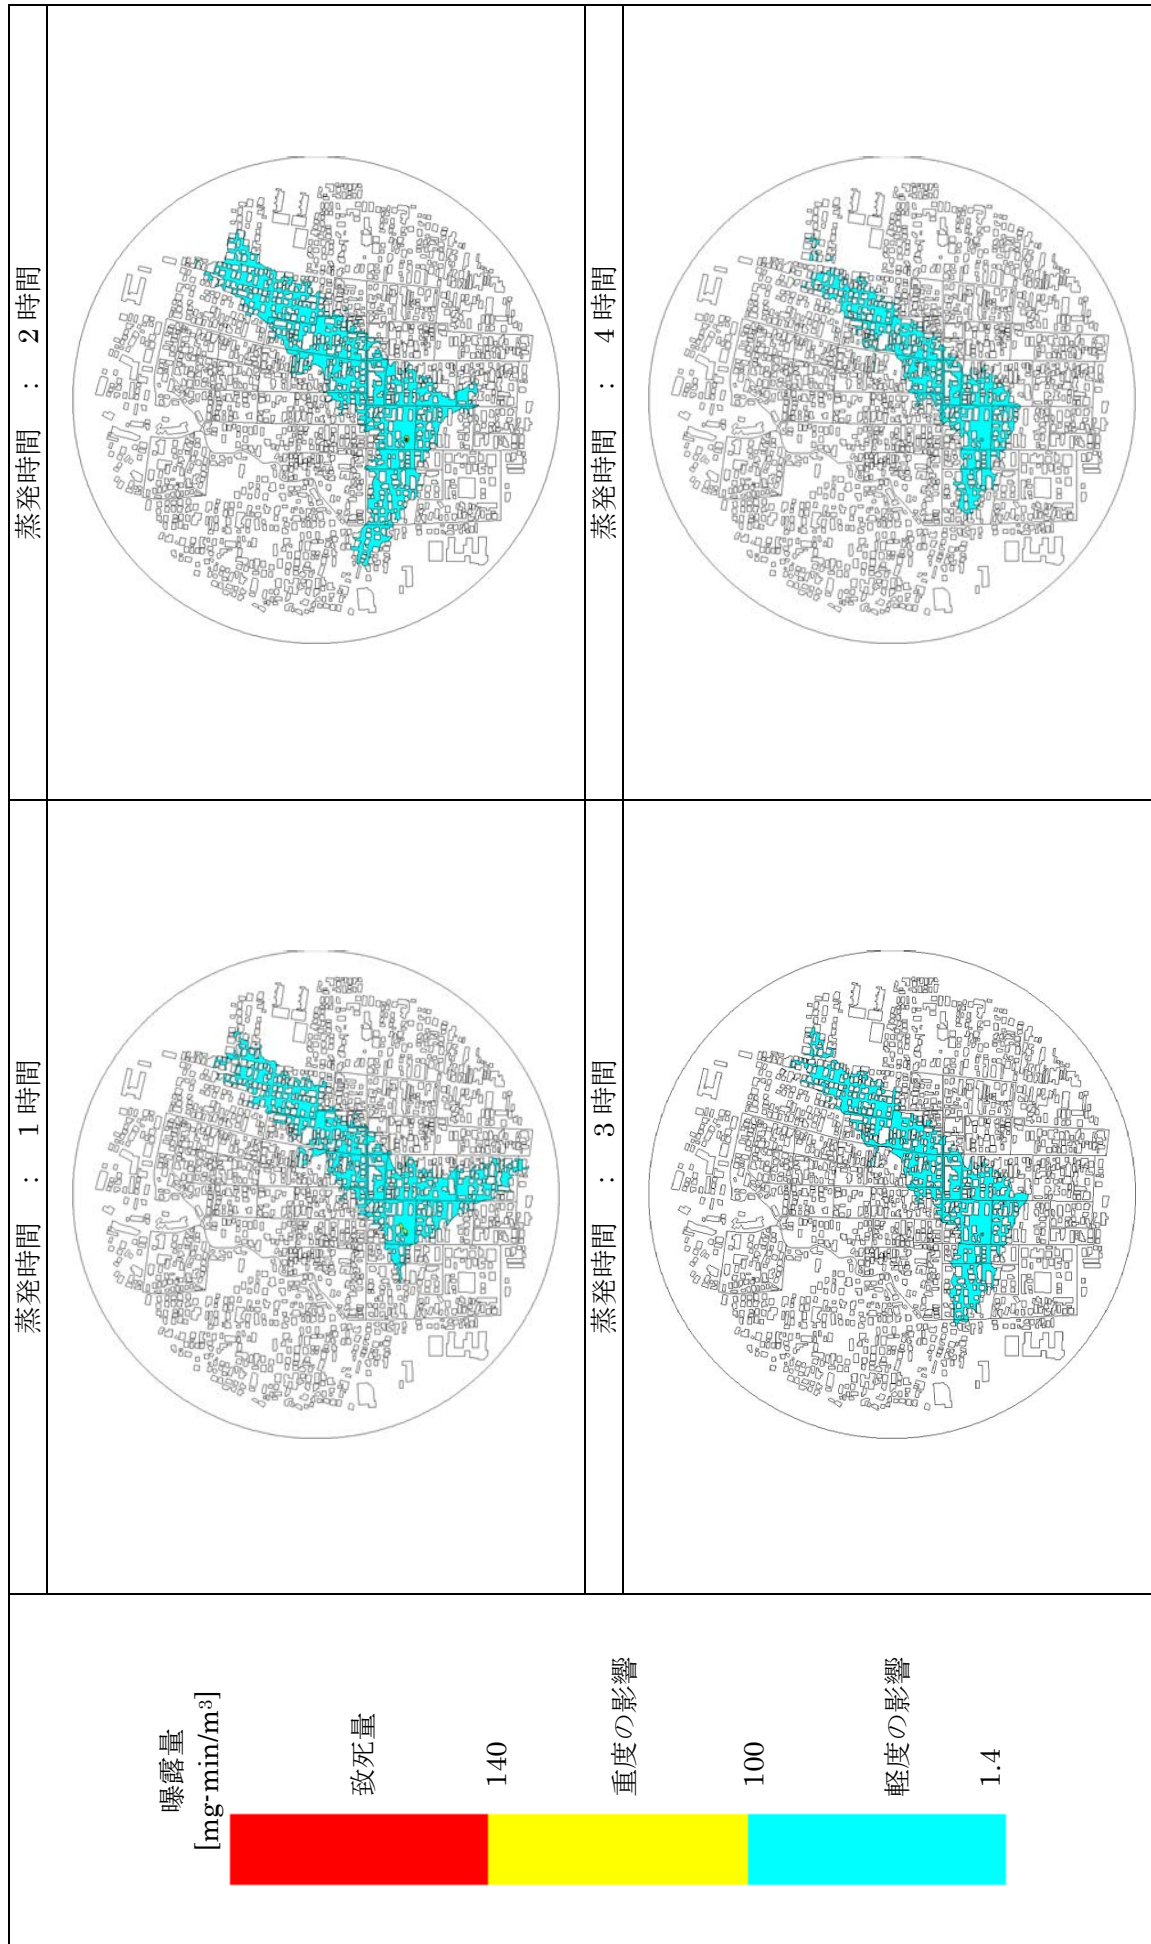 曝露量
[mg-min/m³]
致死量
140
重度の影響
100
軽度の影響
1.4
蒸発時間 : 1 時間
蒸発時間 : 2 時間
蒸発時間 : 3 時間
蒸発時間 : 4 時間